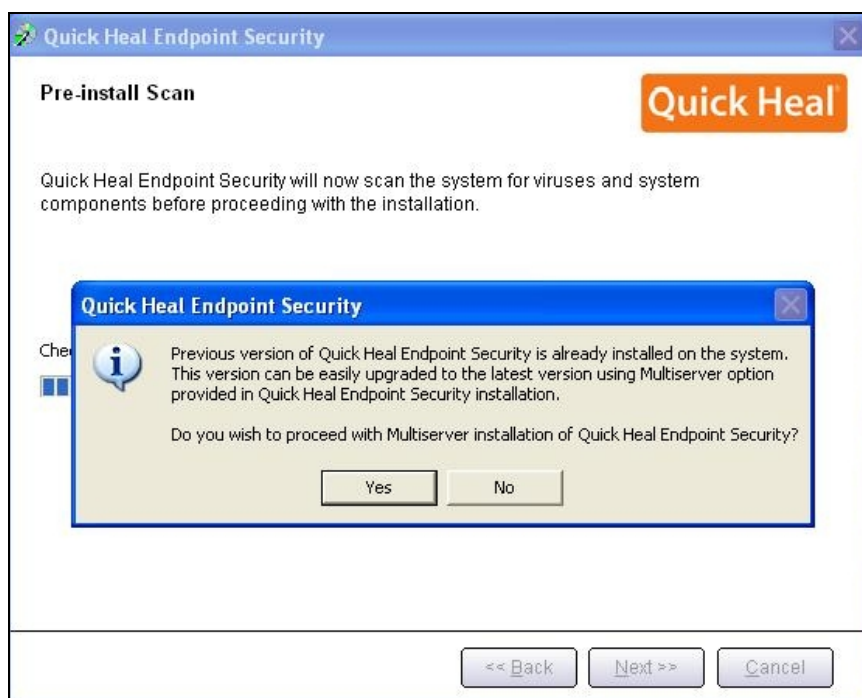 Quick Heal Endpoint Security
Pre-install Scan
Quick Heal
Quick Heal Endpoint Security will now scan the system for viruses and system
components before proceeding with the installation.
Quick Heal Endpoint Security
Previous version of Quick Heal Endpoint Security is already installed on the system.
This version can be easily upgraded to the latest version using Multiserver option
provided in Quick Heal Endpoint Security installation.
Do you wish to proceed with Multiserver installation of Quick Heal Endpoint Security?
Yes
No
<< Back
Next >>
Cancel